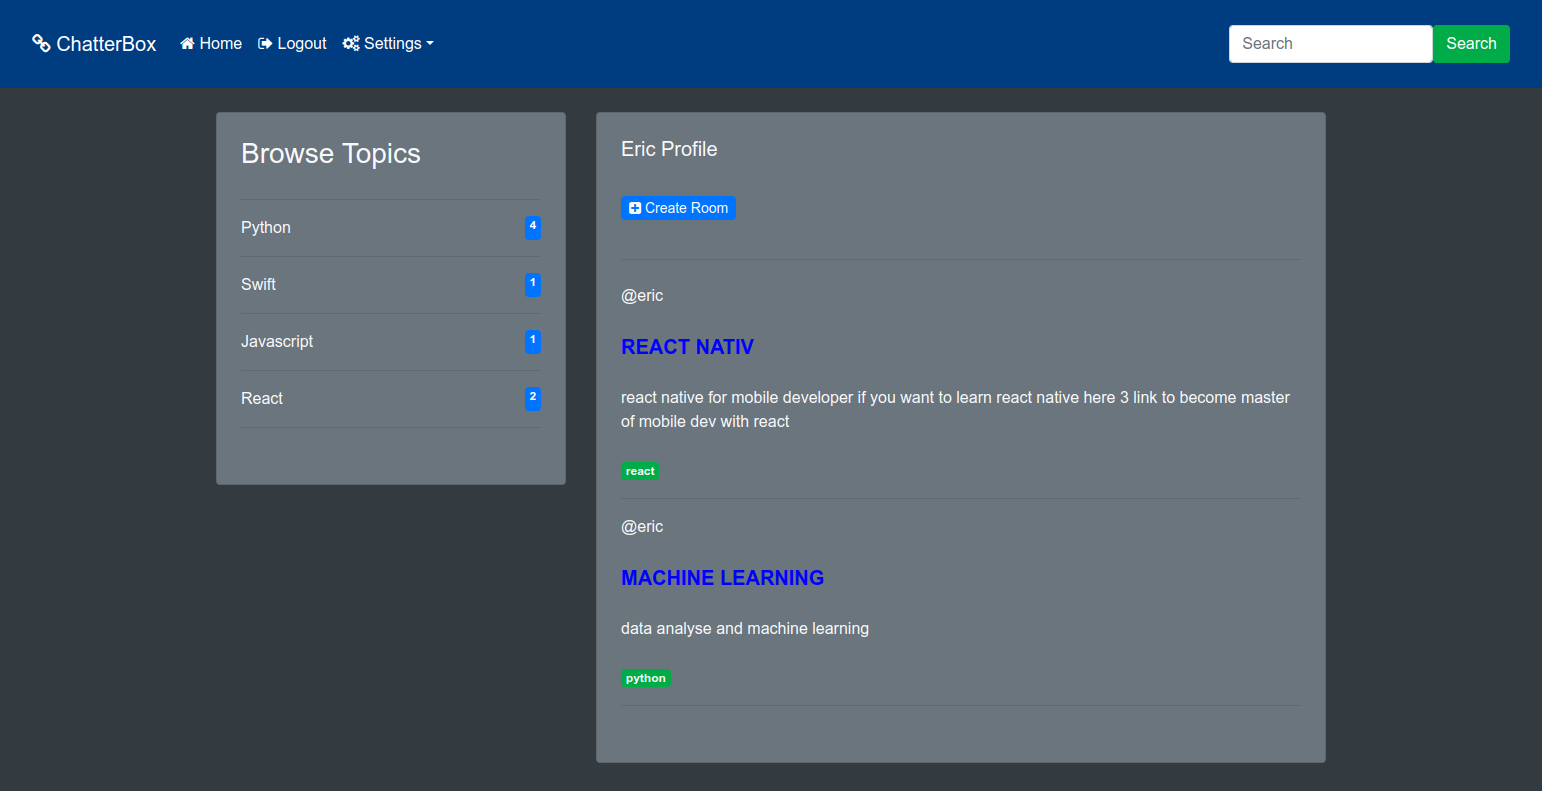 ChatterBox Home Logout Settings Search Search
Browse Topics
Python 4
Swift 1
Javascript 1
React 2
Eric Profile
Create Room
@eric
REACT NATIV
react native for mobile developer if you want to learn react native here 3 link to become master
of mobile dev with react
react
@eric
MACHINE LEARNING
data analyse and machine learning
python